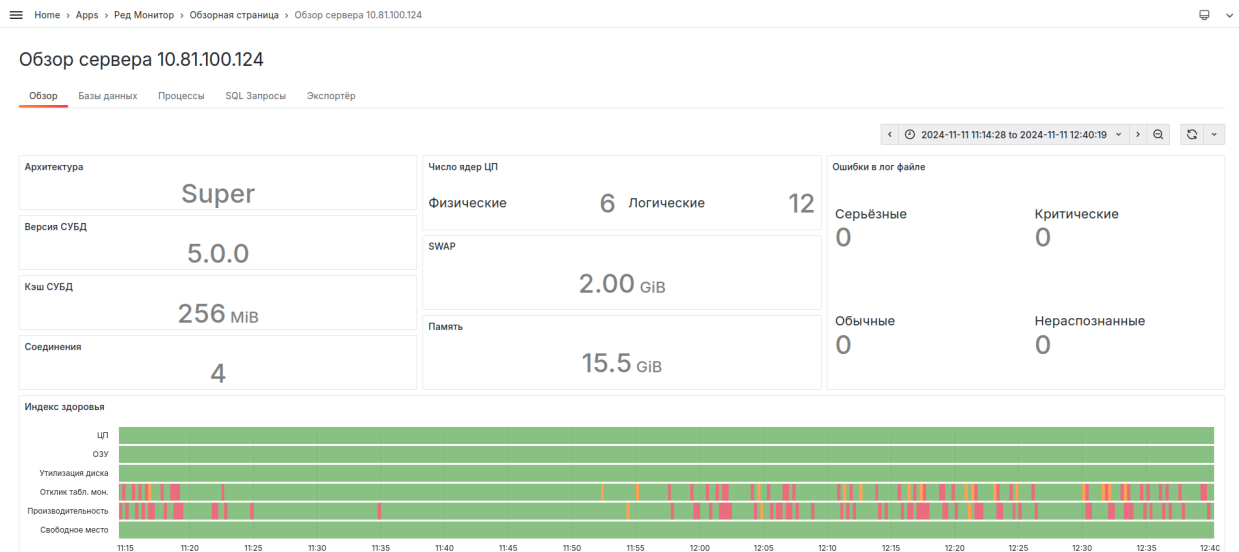 Home › Apps › Ред Монитор › Обзорная страница › Обзор сервера 10.81.100.124
Обзор сервера 10.81.100.124
Обзор Базы данных Процессы SQL Запросы Экспортёр
2024-11-11 11:14:28 to 2024-11-11 12:40:19
Архитектура
Super
Версия СУБД
5.0.0
Кэш СУБД
256 MiB
Соединения
4
Число ядер ЦП
Физические 6 Логические 12
SWAP
2.00 GiB
Память
15.5 GiB
Ошибки в лог файле
Серьёзные Критические
0 0
Обычные Нераспознанные
0 0
Индекс здоровья
ЦП
ОЗУ
Утилизация диска
Отклик табл. мон.
Производительность
Свободное место
11:15 11:20 11:25 11:30 11:35 11:40 11:45 11:50 11:55 12:00 12:05 12:10 12:15 12:20 12:25 12:30 12:35 12:40